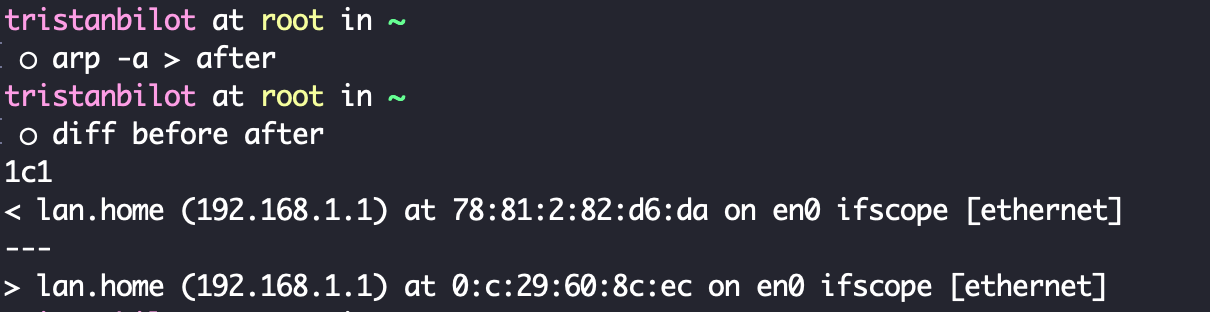 tristanbilot at root in ~
○ arp -a > after
tristanbilot at root in ~
○ diff before after
1c1
< lan.home (192.168.1.1) at 78:81:2:82:d6:da on en0 ifscope [ethernet]
---
> lan.home (192.168.1.1) at 0:c:29:60:8c:ec on en0 ifscope [ethernet]